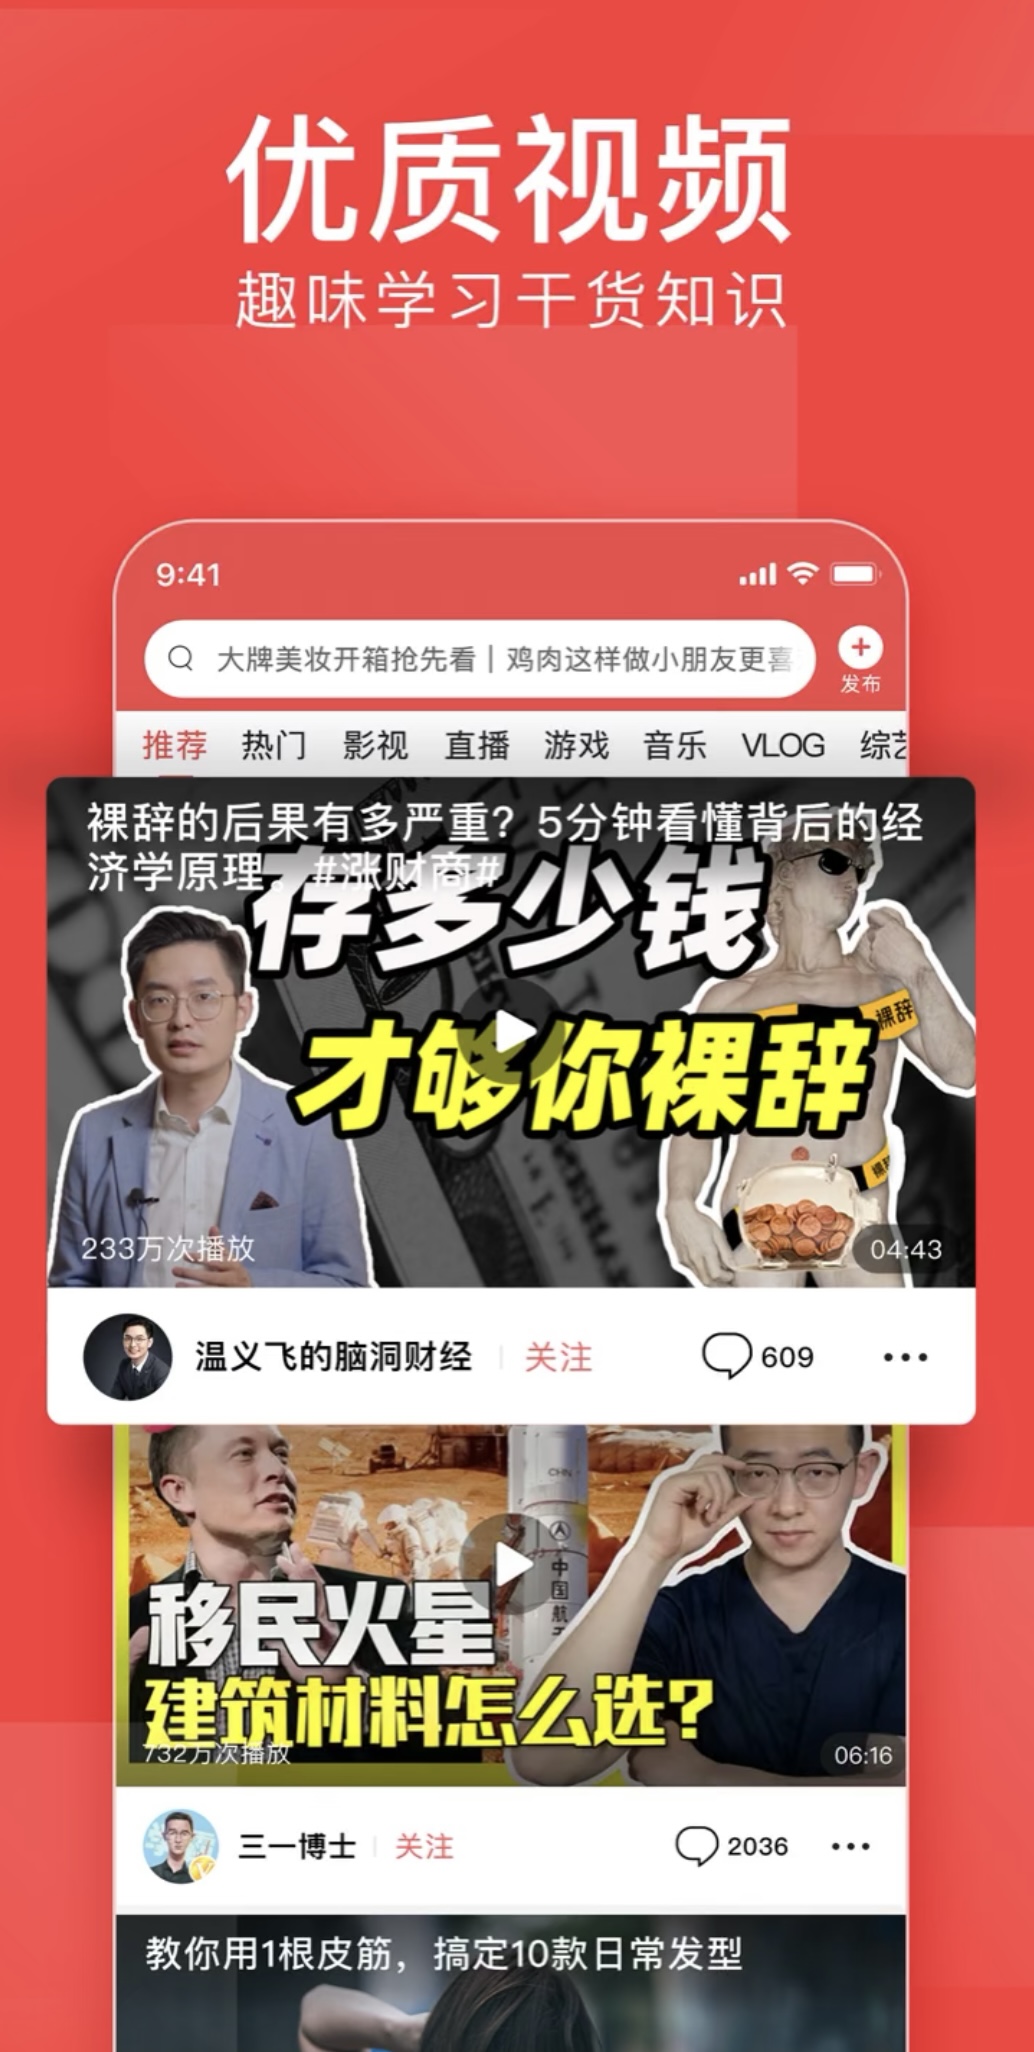 优质视频
趣味学习干货知识
9:41
大牌美妆开箱抢先看｜鸡肉这样做小朋友更喜
发布
推荐 热门 影视 直播 游戏 音乐 VLOG 综艺
裸辞的后果有多严重？5分钟看懂背后的经
济学原理。#涨财商#
存多少钱
裸辞
才够你裸辞
233万次播放
04:43
温义飞的脑洞财经 关注 609
CHN
中国航
移民火星
建筑材料怎么选?
732万次播放
06:16
三一博士 关注 2036
教你用1根皮筋，搞定10款日常发型